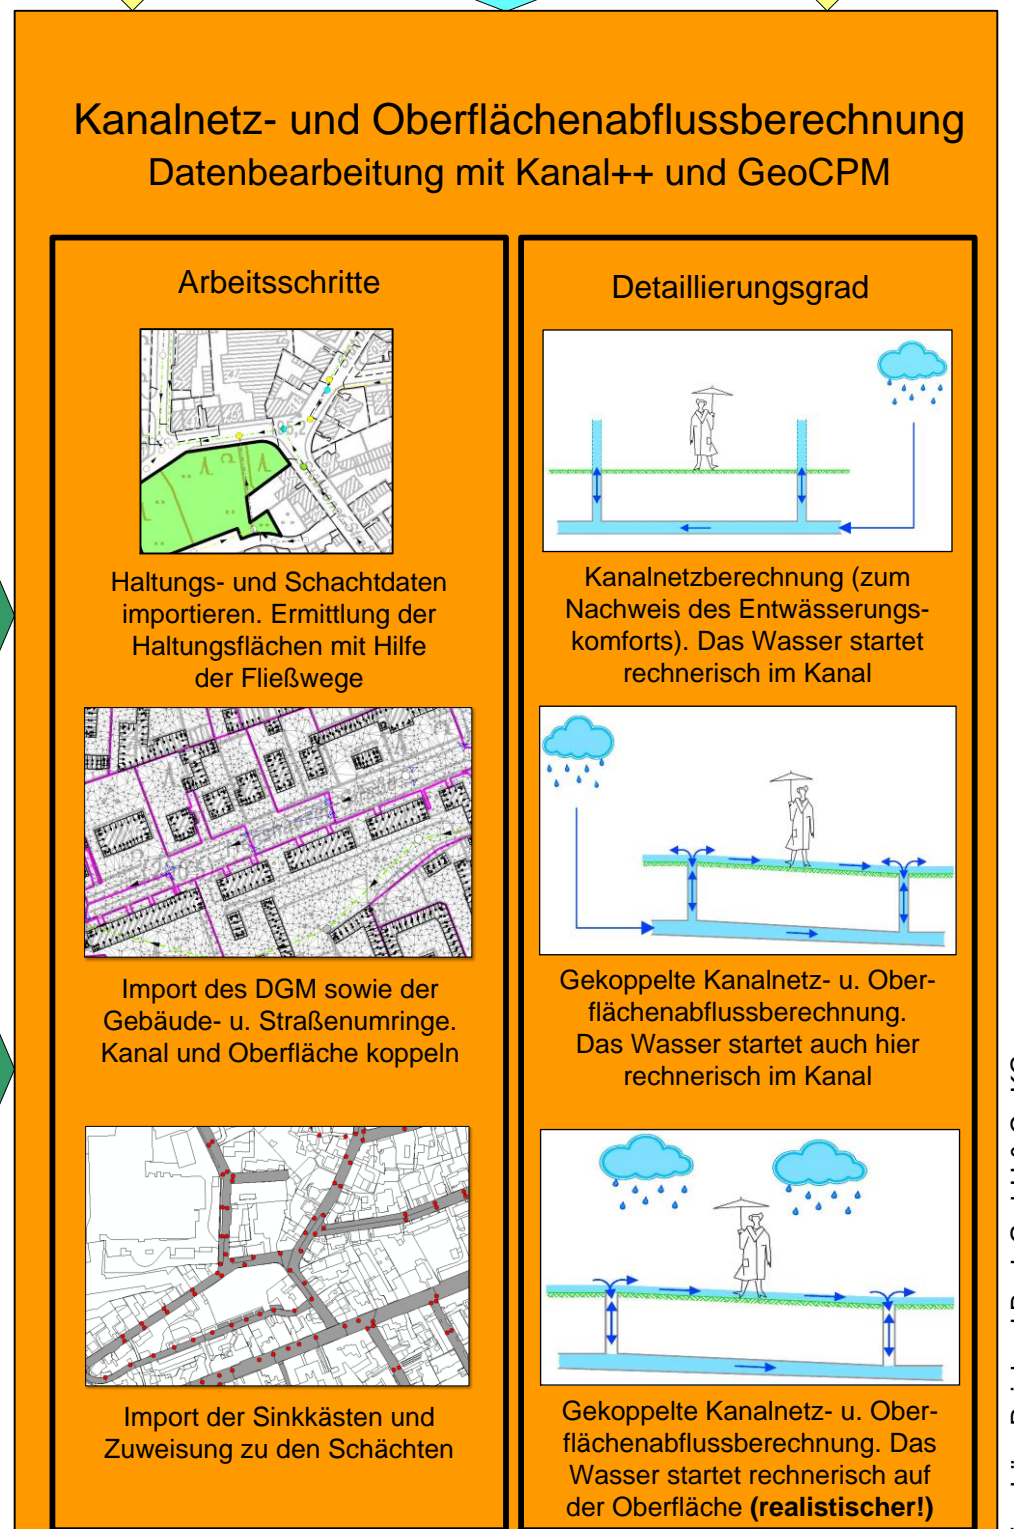 Kanalnetz- und Oberflächenabflussberechnung
Datenbearbeitung mit Kanal++ und GeoCPM
Arbeitsschritte
Haltungs- und Schachtdaten
importieren. Ermittlung der
Haltungsflächen mit Hilfe
der Fließwege
Import des DGM sowie der
Gebäude- u. Straßenumringe.
Kanal und Oberfläche koppeln
Import der Sinkkästen und
Zuweisung zu den Schächten
Detaillierungsgrad
Kanalnetzberechnung (zum
Nachweis des Entwässerungs-
komforts). Das Wasser startet
rechnerisch im Kanal
Gekoppelte Kanalnetz- u. Ober-
flächenabflussberechnung.
Das Wasser startet auch hier
rechnerisch im Kanal
Gekoppelte Kanalnetz- u. Ober-
flächenabflussberechnung. Das
Wasser startet rechnerisch auf
der Oberfläche (realistischer!)